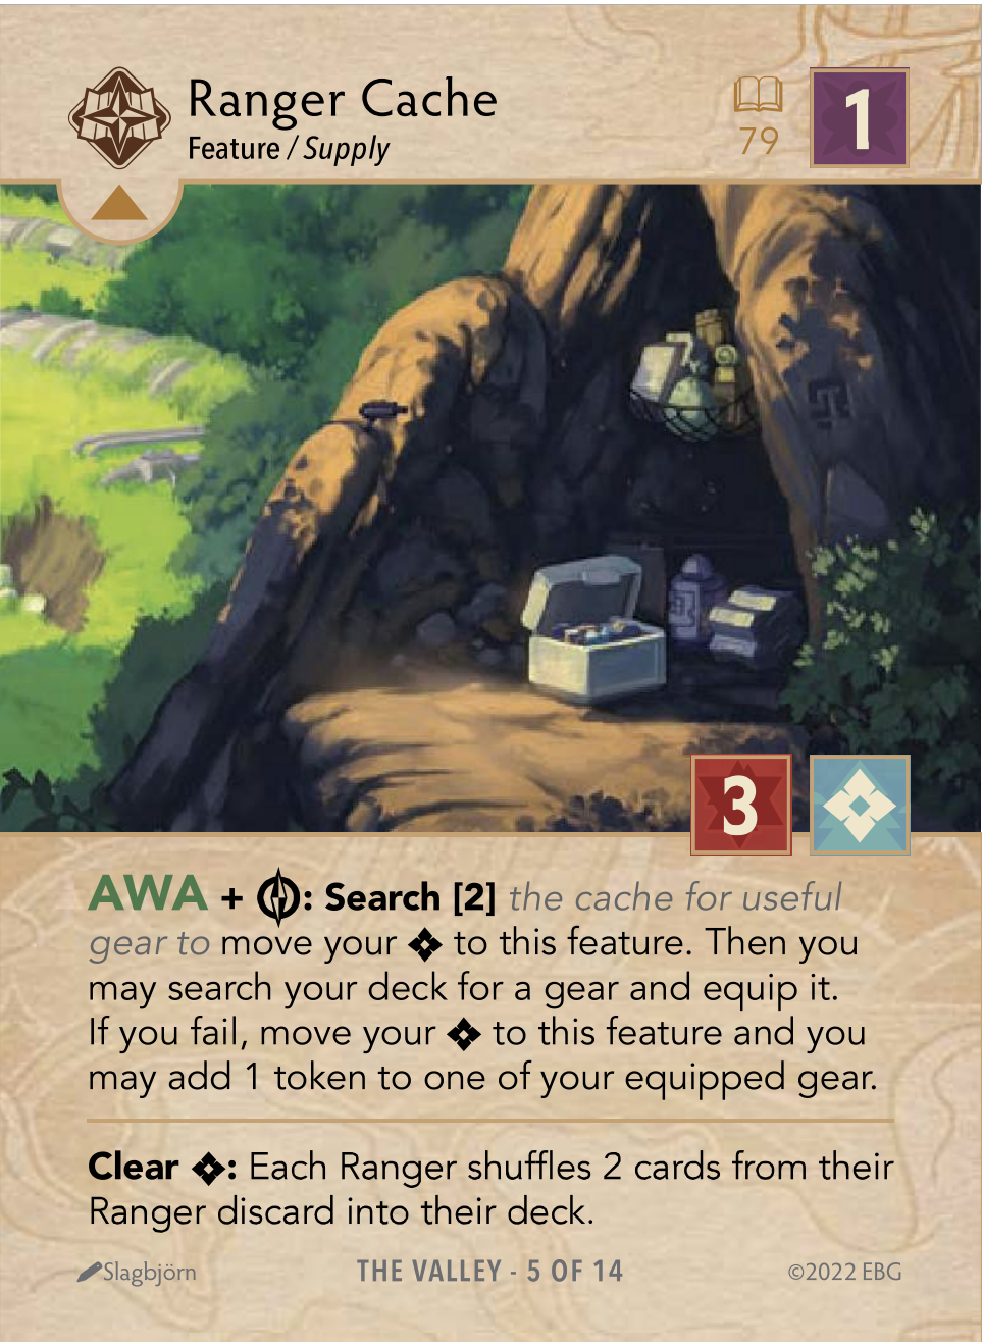 Ranger Cache
Feature / Supply
79
1
3
AWA + : Search [2] the cache for useful
gear to move your to this feature. Then you
may search your deck for a gear and equip it.
If you fail, move your to this feature and you
may add 1 token to one of your equipped gear.
Clear : Each Ranger shuffles 2 cards from their
Ranger discard into their deck.
Slagbjörn
THE VALLEY - 5 OF 14
©2022 EBG